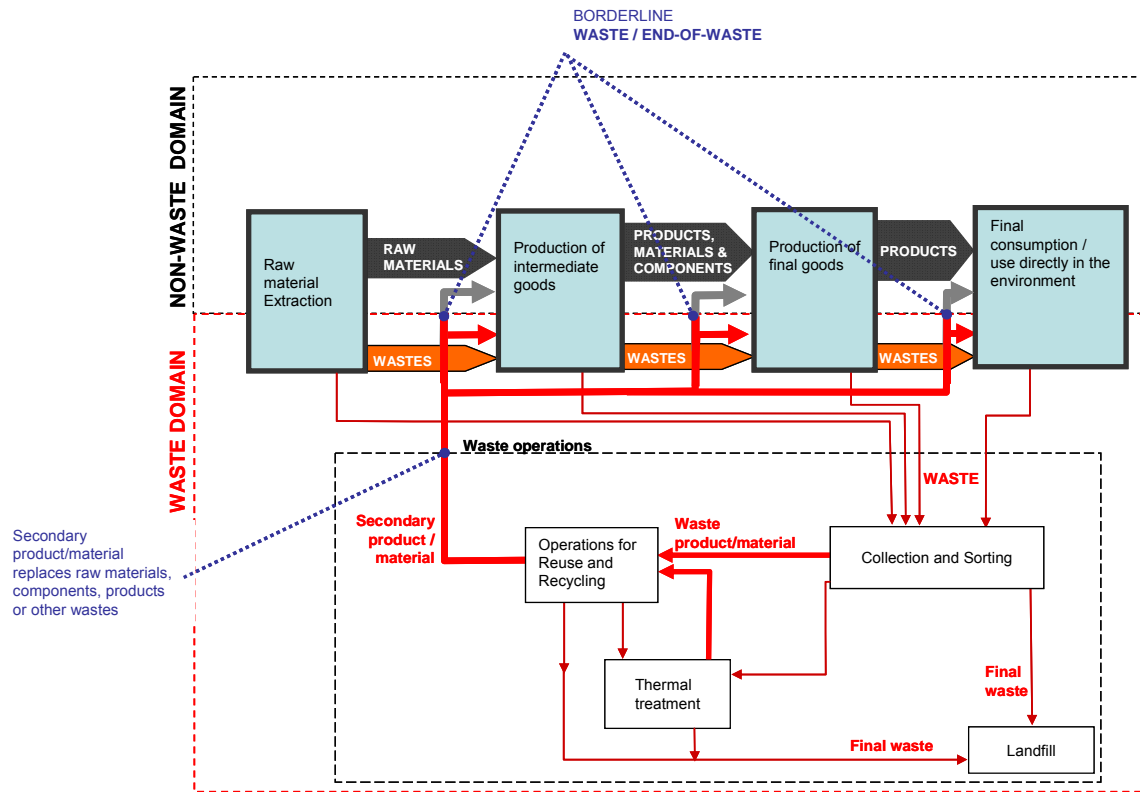 BORDERLINE
WASTE / END-OF-WASTE
NON-WASTE DOMAIN
Raw
material
Extraction
RAW
MATERIALS
Production of
intermediate
goods
PRODUCTS,
MATERIALS &
COMPONENTS
Production of
final goods
PRODUCTS
Final
consumption /
use directly in the
environment
WASTES
WASTES
WASTES
WASTE DOMAIN
Waste operations
WASTE
Secondary
product/material
replaces raw materials,
components, products
or other wastes
Secondary
product /
material
Operations for
Reuse and
Recycling
Waste
product/material
Collection and Sorting
Thermal
treatment
Final
waste
Final waste
Landfill